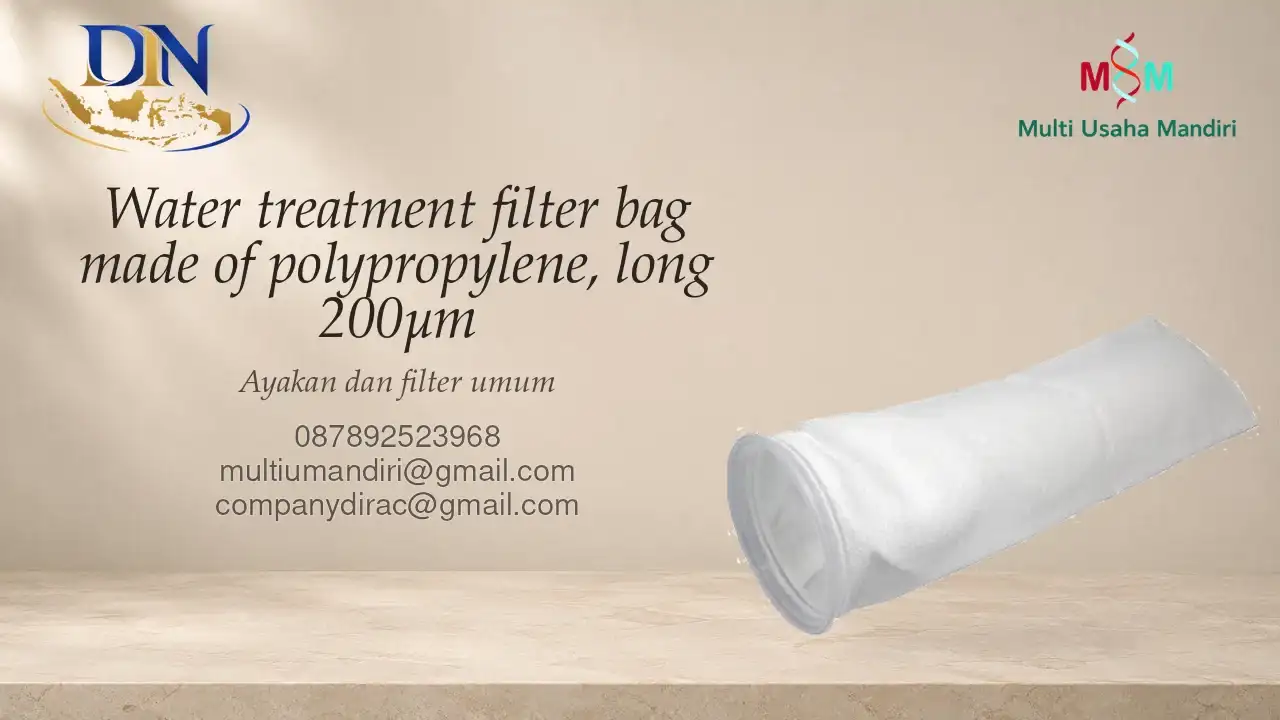 DIN
M M
Multi Usaha Mandiri
Water treatment filter bag
made of polypropylene, long
200µm
Ayakan dan filter umum
087892523968
multiumandiri@gmail.com
companydirac@gmail.com